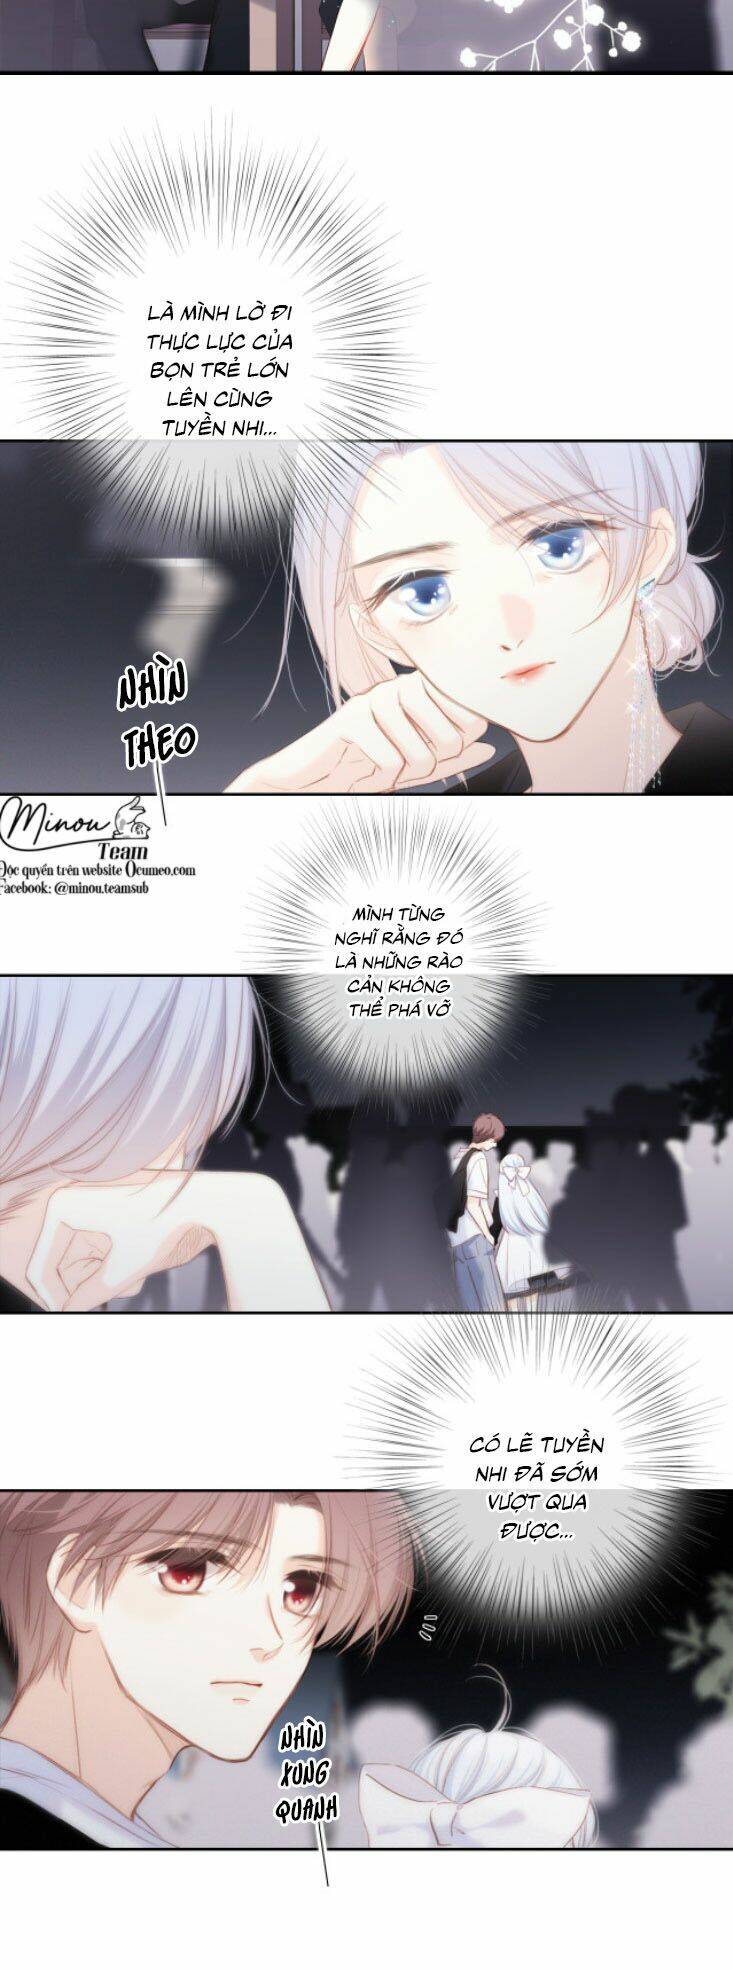 LÀ MÌNH LỜ ĐI
THỰC LỰC CỦA
BỌN TRẺ LỚN
LÊN CÙNG
TUYỀN NHI...
NHÌN
THEO
Minou
Team
Độc quyền trên website Ocumeo.com
Facebook: @minou.teamsub
MÌNH TỪNG
NGHĨ RẰNG ĐÓ
LÀ NHỮNG RÀO
CẢN KHÔNG
THỂ PHÁ VỠ
CÓ LẼ TUYỀN
NHI ĐÃ SỚM
VƯỢT QUA
ĐƯỢC...
NHÌN
XUNG
QUANH